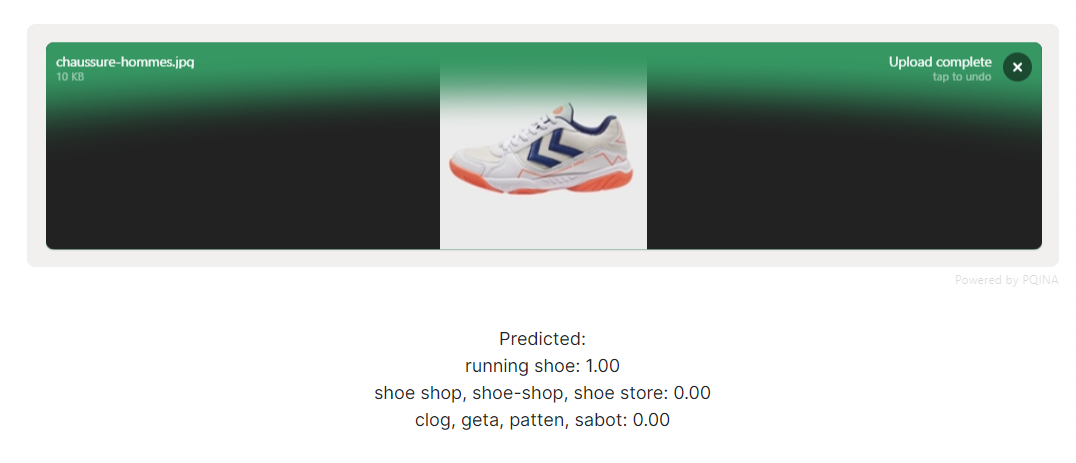 chaussure-hommes.jpg
10 KB
Upload complete
tap to undo
Powered by PQINA
Predicted:
running shoe: 1.00
shoe shop, shoe-shop, shoe store: 0.00
clog, geta, patten, sabot: 0.00